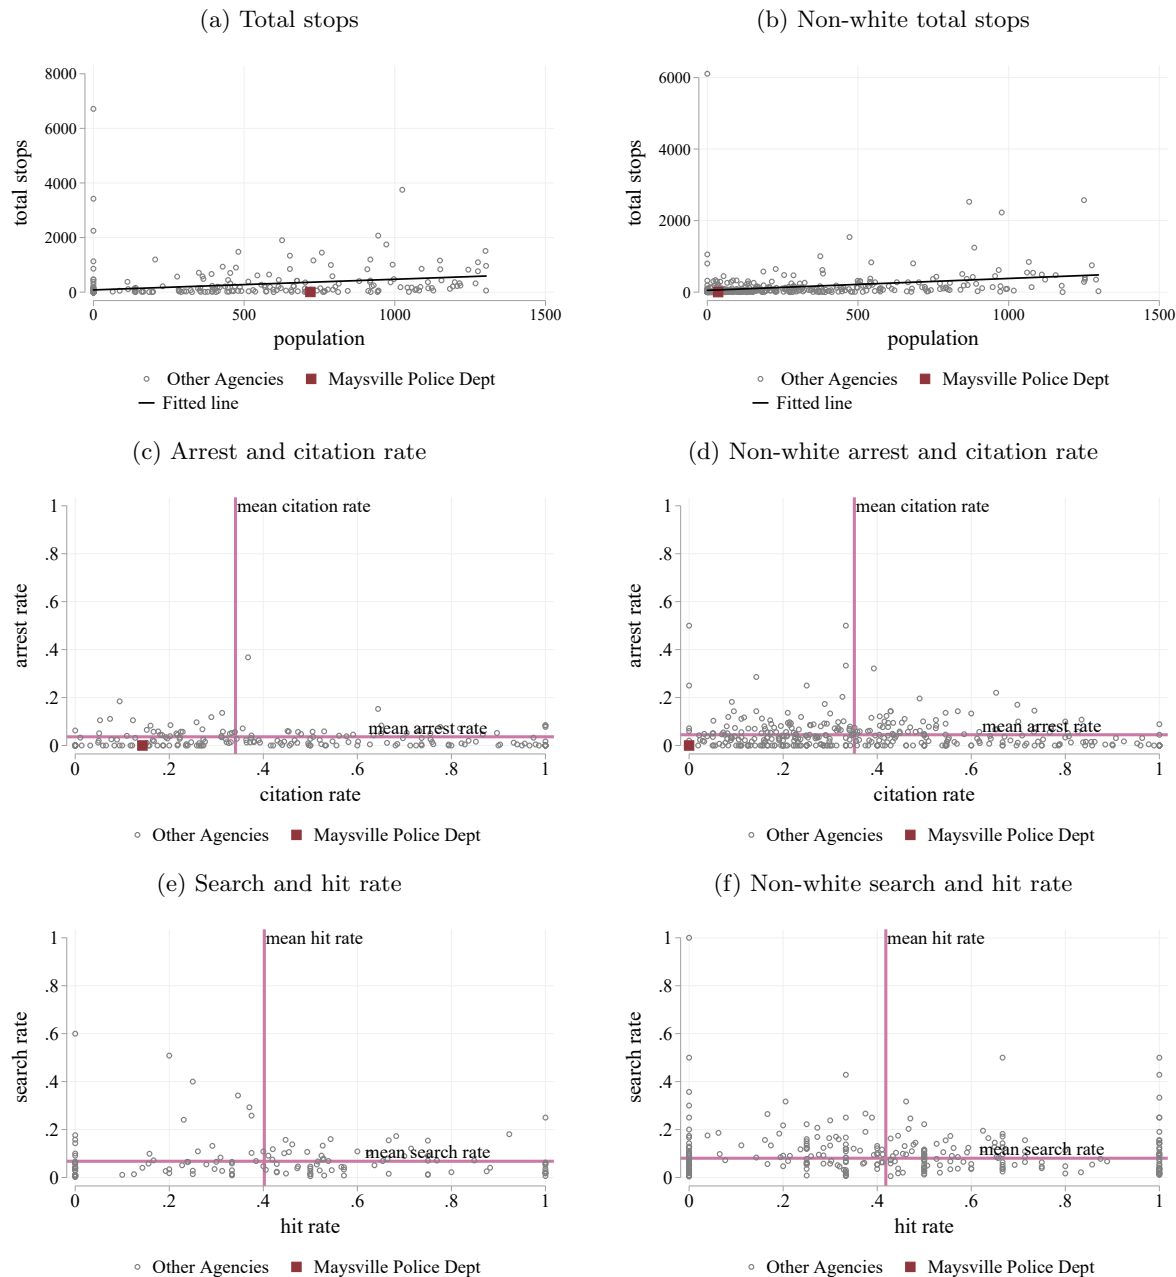 (a) Total stops
total stops
8000
6000
4000
2000
0
0 500 1000 1500
population
Other Agencies Maysville Police Dept
Fitted line
(b) Non-white total stops
total stops
6000
4000
2000
0
0 500 1000 1500
population
Other Agencies Maysville Police Dept
Fitted line
(c) Arrest and citation rate
arrest rate
1
.8
.6
.4
.2
0
mean citation rate
mean arrest rate
0 .2 .4 .6 .8 1
citation rate
Other Agencies Maysville Police Dept
(d) Non-white arrest and citation rate
arrest rate
1
.8
.6
.4
.2
0
mean citation rate
mean arrest rate
0 .2 .4 .6 .8 1
citation rate
Other Agencies Maysville Police Dept
(e) Search and hit rate
search rate
1
.8
.6
.4
.2
0
mean hit rate
mean search rate
0 .2 .4 .6 .8 1
hit rate
Other Agencies Maysville Police Dept
(f) Non-white search and hit rate
search rate
1
.8
.6
.4
.2
0
mean hit rate
mean search rate
0 .2 .4 .6 .8 1
hit rate
Other Agencies Maysville Police Dept